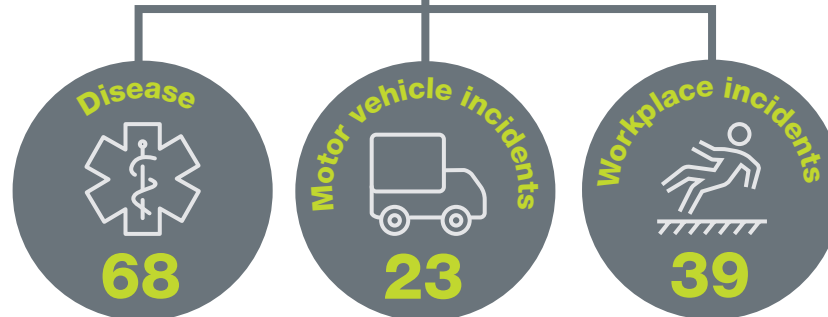 Disease
68
Motor vehicle incidents
23
Workplace incidents
39